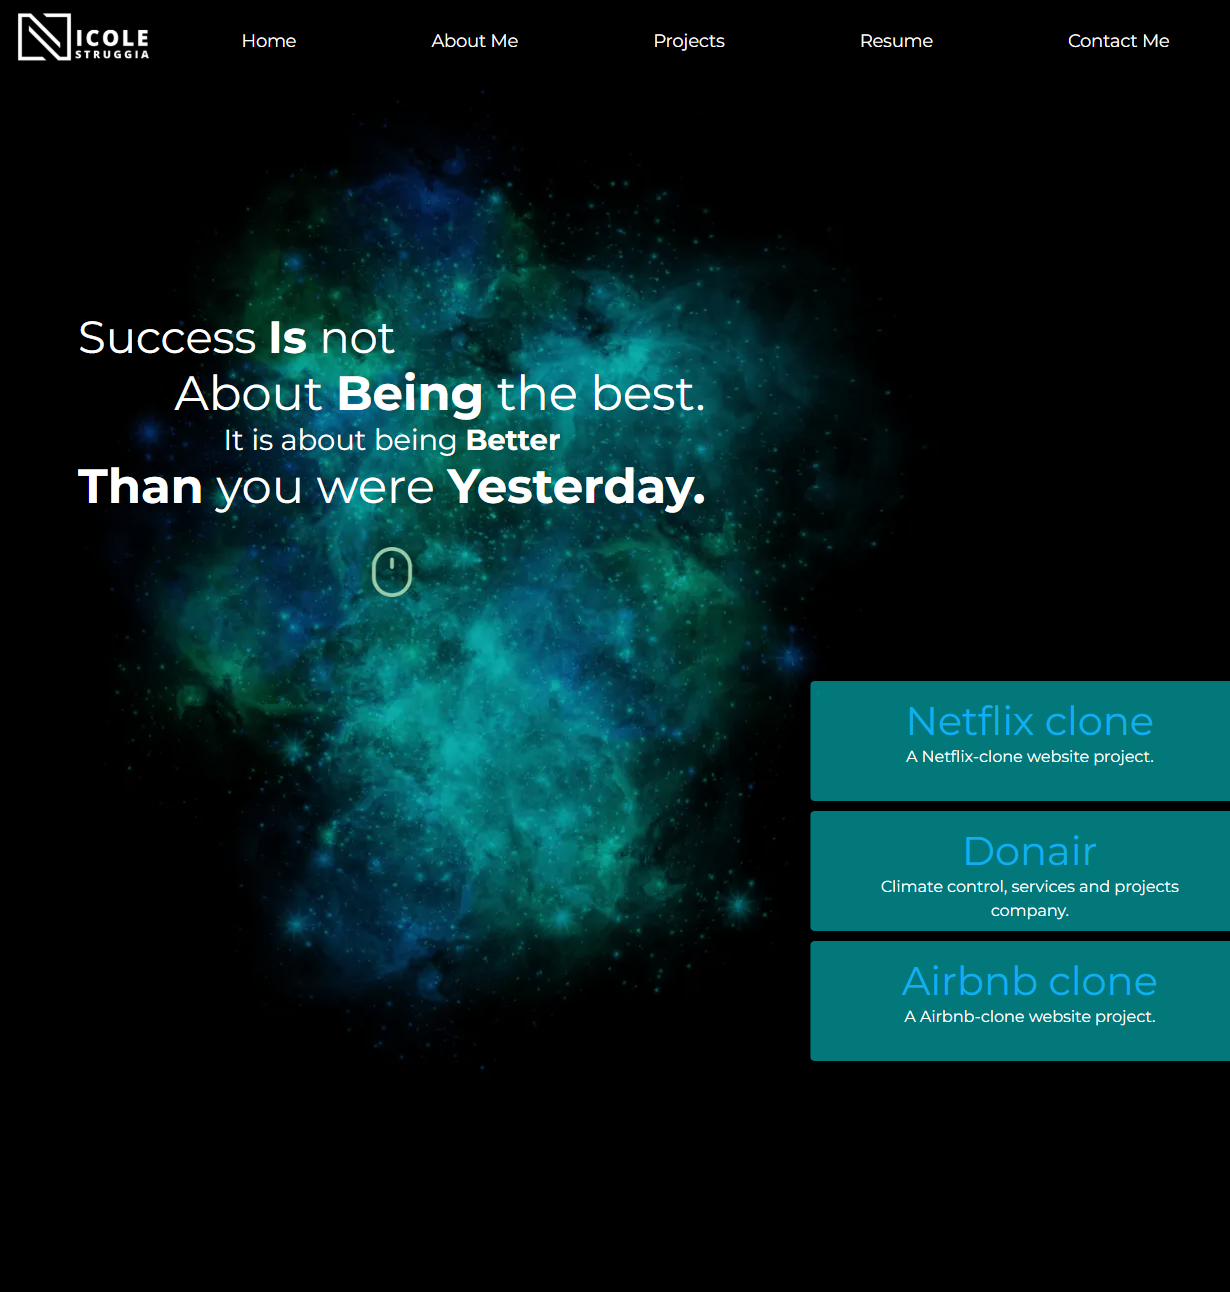 NICOLE
STRUGGIA
Home About Me Projects Resume Contact Me
Success Is not
About Being the best.
It is about being Better
Than you were Yesterday.
Netflix clone
A Netflix-clone website project.
Donair
Climate control, services and projects
company.
Airbnb clone
A Airbnb-clone website project.